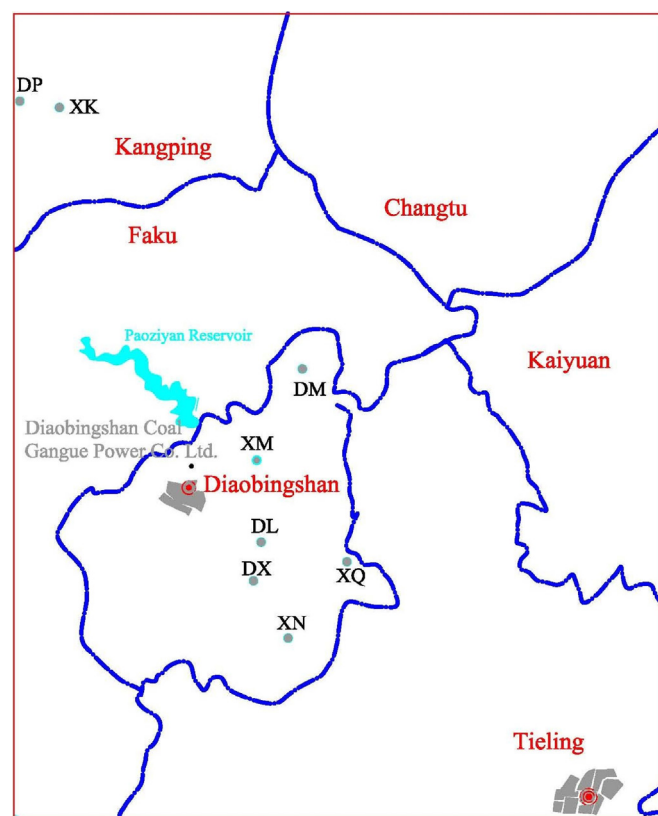 DP
XK
Kangping
Changtu
Faku
Paoziyan Reservoir
Kaiyuan
DM
Diaobingshan Coal
Gangue Power Co. Ltd.
XM
Diaobingshan
DL
DX
XQ
XN
Tieling